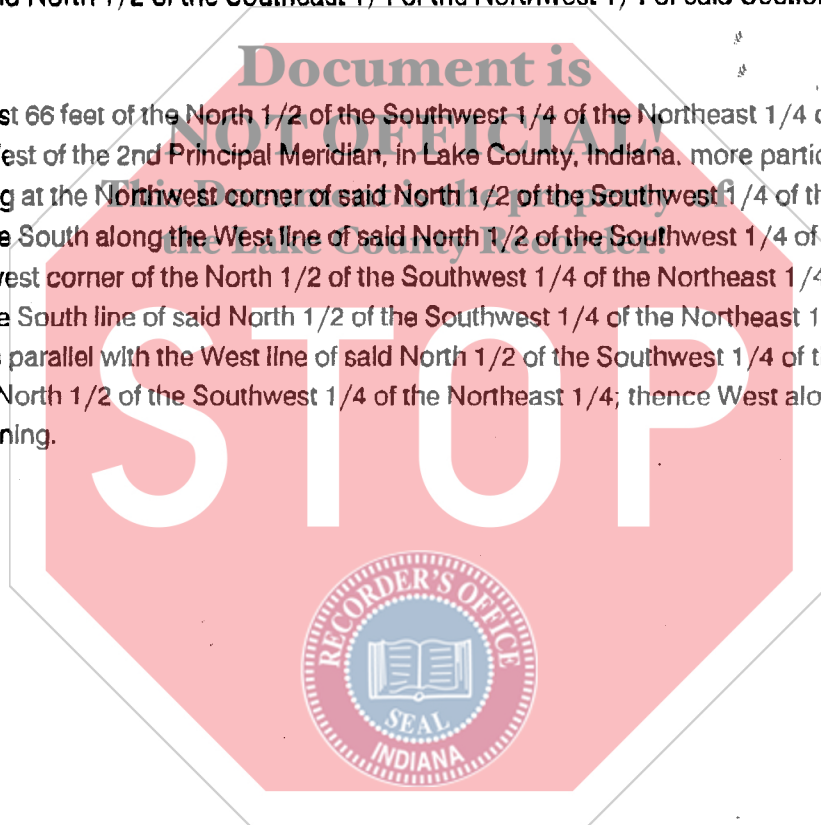 nd North 1/2 of the Southeast 1/4 of the Northwest 1/4 of said Section
Document is
st 66 feet of the North 1/2 of the Southwest 1/4 of the Northeast 1/4
NOT OFFICIAL!
est of the 2nd Principal Meridian, in Lake County, Indiana. more partic
This Document is the property of
g at the Northwest corner of said North 1/2 of the Southwest 1/4 of th
e South along the West line of said North 1/2 of the Southwest 1/4 of
the Lake County Recorder!
est corner of the North 1/2 of the Southwest 1/4 of the Northeast 1/4
e South line of said North 1/2 of the Southwest 1/4 of the Northeast 1
parallel with the West line of said North 1/2 of the Southwest 1/4 of t
North 1/2 of the Southwest 1/4 of the Northeast 1/4; thence West alo
ning.
STOP
RECORDER'S OFFICE
SEAL
INDIANA